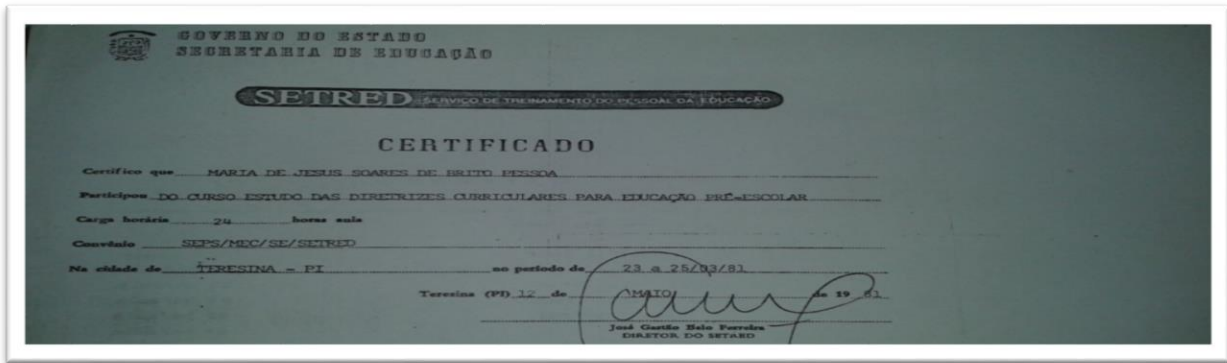 GOVERNO DO ESTADO
SECRETARIA DE EDUCAÇÃO
SETRED SERVIÇO DE TREINAMENTO DO PESSOAL DA EDUCAÇÃO
CERTIFICADO
Certifico que MARIA DE JESUS SOARES DE BRITO PESSOA
Participou DO CURSO ESTUDO DAS DIRETRIZES CURRICULARES PARA EDUCAÇÃO PRÉ-ESCOLAR
Carga horária 24 horas aula
Convênio SEPS/MEC/SE/SETRED
Na cidade de TERESINA - PI no período de 23 a 25/03/81
Teresina (PI) 12 de MAIO de 19 81
José Gastão Belo Ferreira
DIRETOR DO SETRED